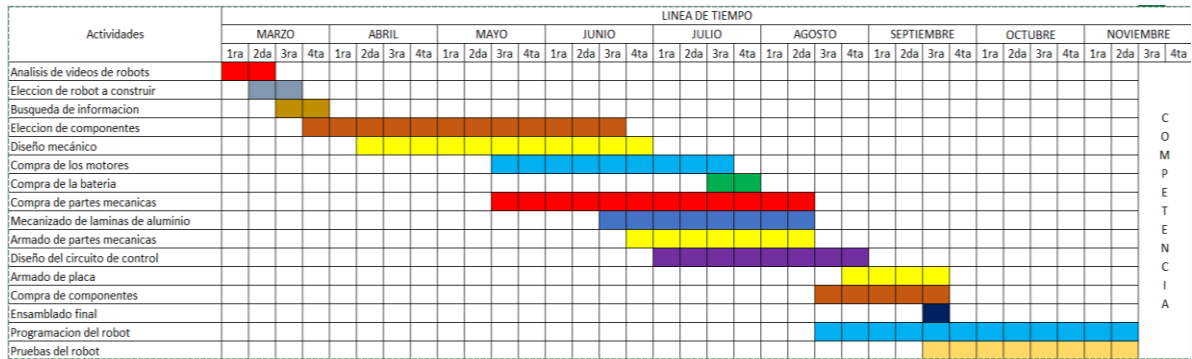 LINEA DE TIEMPO
Actividades
MARZO ABRIL MAYO JUNIO JULIO AGOSTO SEPTIEMBRE OCTUBRE NOVIEMBRE
1ra 2da 3ra 4ta 1ra 2da 3ra 4ta 1ra 2da 3ra 4ta 1ra 2da 3ra 4ta 1ra 2da 3ra 4ta 1ra 2da 3ra 4ta 1ra 2da 3ra 4ta 1ra 2da 3ra 4ta 1ra 2da 3ra 4ta
Analisis de videos de robots
Eleccion de robot a construir
Busqueda de informacion
Eleccion de componentes
Diseño mecánico
Compra de los motores
Compra de la bateria
Compra de partes mecanicas
Mecanizado de laminas de aluminio
Armado de partes mecanicas
Diseño del circuito de control
Armado de placa
Compra de componentes
Ensamblado final
Programacion del robot
Pruebas del robot
COMPETENCIA